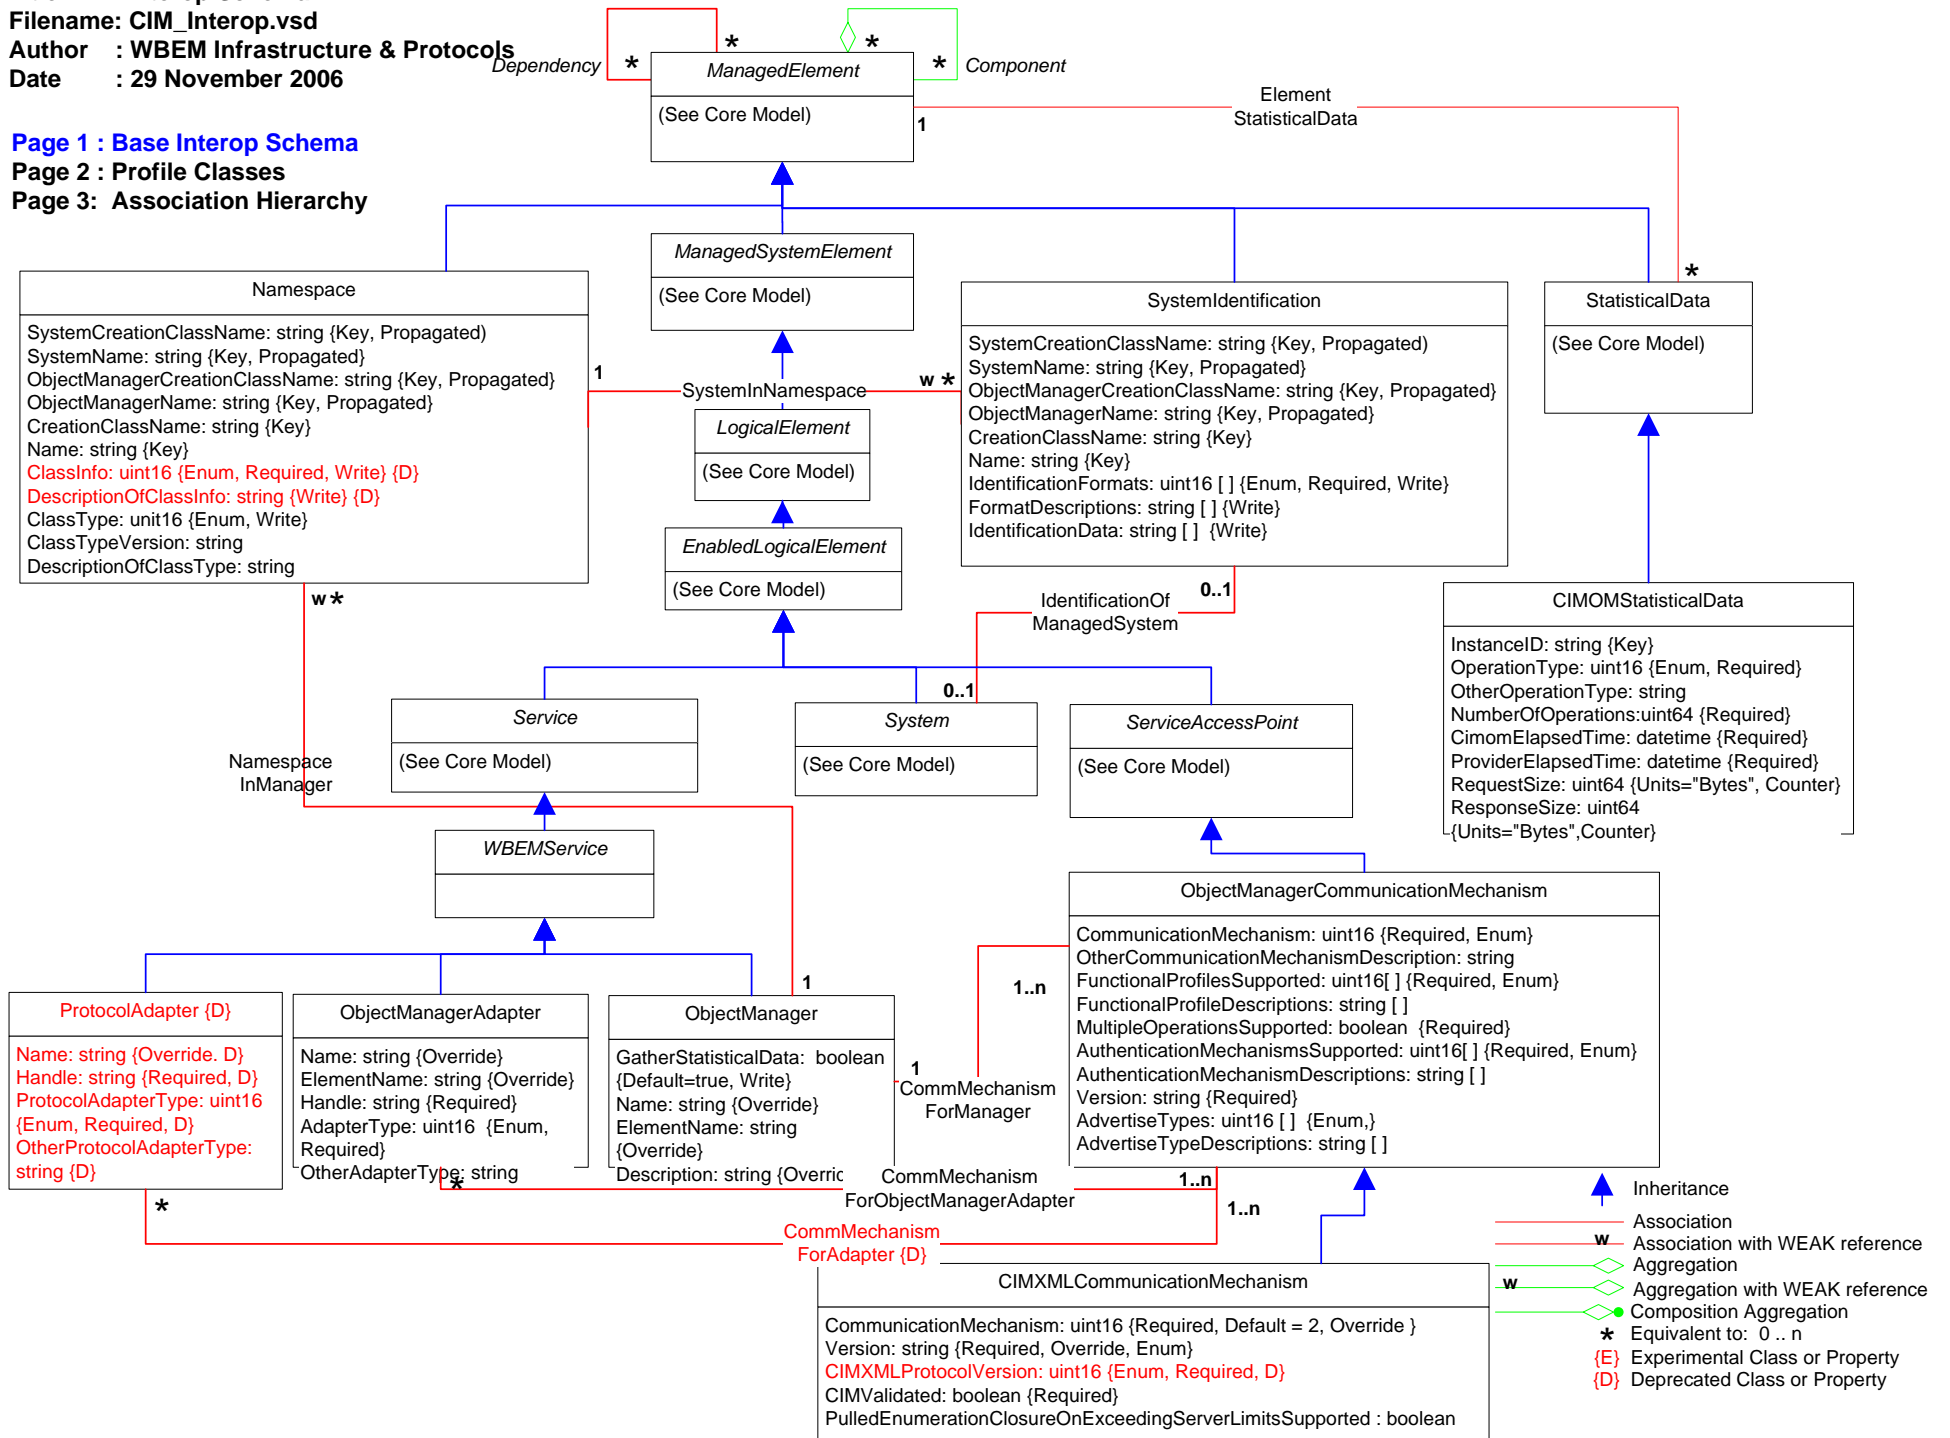 Filename: CIM_Interop.vsd
Author : WBEM Infrastructure & Protocols
Date : 29 November 2006
Page 1 : Base Interop Schema
Page 2 : Profile Classes
Page 3: Association Hierarchy
Dependency
*
*
*
*
Component
ManagedElement
(See Core Model)
1
Element
StatisticalData
*
ManagedSystemElement
(See Core Model)
Namespace
SystemCreationClassName: string {Key, Propagated)
SystemName: string {Key, Propagated}
ObjectManagerCreationClassName: string {Key, Propagated}
ObjectManagerName: string {Key, Propagated}
CreationClassName: string {Key}
Name: string {Key}
ClassInfo: uint16 {Enum, Required, Write} {D}
DescriptionOfClassInfo: string {Write} {D}
ClassType: unit16 {Enum, Write}
ClassTypeVersion: string
DescriptionOfClassType: string
1
SystemInNamespace
w *
SystemIdentification
SystemCreationClassName: string {Key, Propagated)
SystemName: string {Key, Propagated}
ObjectManagerCreationClassName: string {Key, Propagated}
ObjectManagerName: string {Key, Propagated}
CreationClassName: string {Key}
Name: string {Key}
IdentificationFormats: uint16 [ ] {Enum, Required, Write}
FormatDescriptions: string [ ] {Write}
IdentificationData: string [ ] {Write}
StatisticalData
(See Core Model)
LogicalElement
(See Core Model)
EnabledLogicalElement
(See Core Model)
w *
IdentificationOf
ManagedSystem
0..1
0..1
CIMOMStatisticalData
InstanceID: string {Key}
OperationType: uint16 {Enum, Required}
OtherOperationType: string
NumberOfOperations:uint64 {Required}
CimomElapsedTime: datetime {Required}
ProviderElapsedTime: datetime {Required}
RequestSize: uint64 {Units="Bytes", Counter}
ResponseSize: uint64
{Units="Bytes",Counter}
Service
(See Core Model)
System
(See Core Model)
ServiceAccessPoint
(See Core Model)
Namespace
InManager
WBEMService
ObjectManagerCommunicationMechanism
CommunicationMechanism: uint16 {Required, Enum}
OtherCommunicationMechanismDescription: string
FunctionalProfilesSupported: uint16[ ] {Required, Enum}
FunctionalProfileDescriptions: string [ ]
MultipleOperationsSupported: boolean {Required}
AuthenticationMechanismsSupported: uint16[ ] {Required, Enum}
AuthenticationMechanismDescriptions: string [ ]
Version: string {Required}
AdvertiseTypes: uint16 [ ] {Enum,}
AdvertiseTypeDescriptions: string [ ]
1
1..n
ProtocolAdapter {D}
Name: string {Override. D}
Handle: string {Required, D}
ProtocolAdapterType: uint16
{Enum, Required, D}
OtherProtocolAdapterType:
string {D}
ObjectManagerAdapter
Name: string {Override}
ElementName: string {Override}
Handle: string {Required}
AdapterType: uint16 {Enum,
Required}
OtherAdapterType: string
ObjectManager
GatherStatisticalData: boolean
{Default=true, Write}
Name: string {Override}
ElementName: string
{Override}
Description: string {Overric
1
CommMechanism
ForManager
*
*
CommMechanism
ForObjectManagerAdapter
1..n
1..n
CommMechanism
ForAdapter {D}
CIMXMLCommunicationMechanism
CommunicationMechanism: uint16 {Required, Default = 2, Override }
Version: string {Required, Override, Enum}
CIMXMLProtocolVersion: uint16 {Enum, Required, D}
CIMValidated: boolean {Required}
PulledEnumerationClosureOnExceedingServerLimitsSupported : boolean
Inheritance
Association
w Association with WEAK reference
Aggregation
w Aggregation with WEAK reference
Composition Aggregation
* Equivalent to: 0 .. n
{E} Experimental Class or Property
{D} Deprecated Class or Property